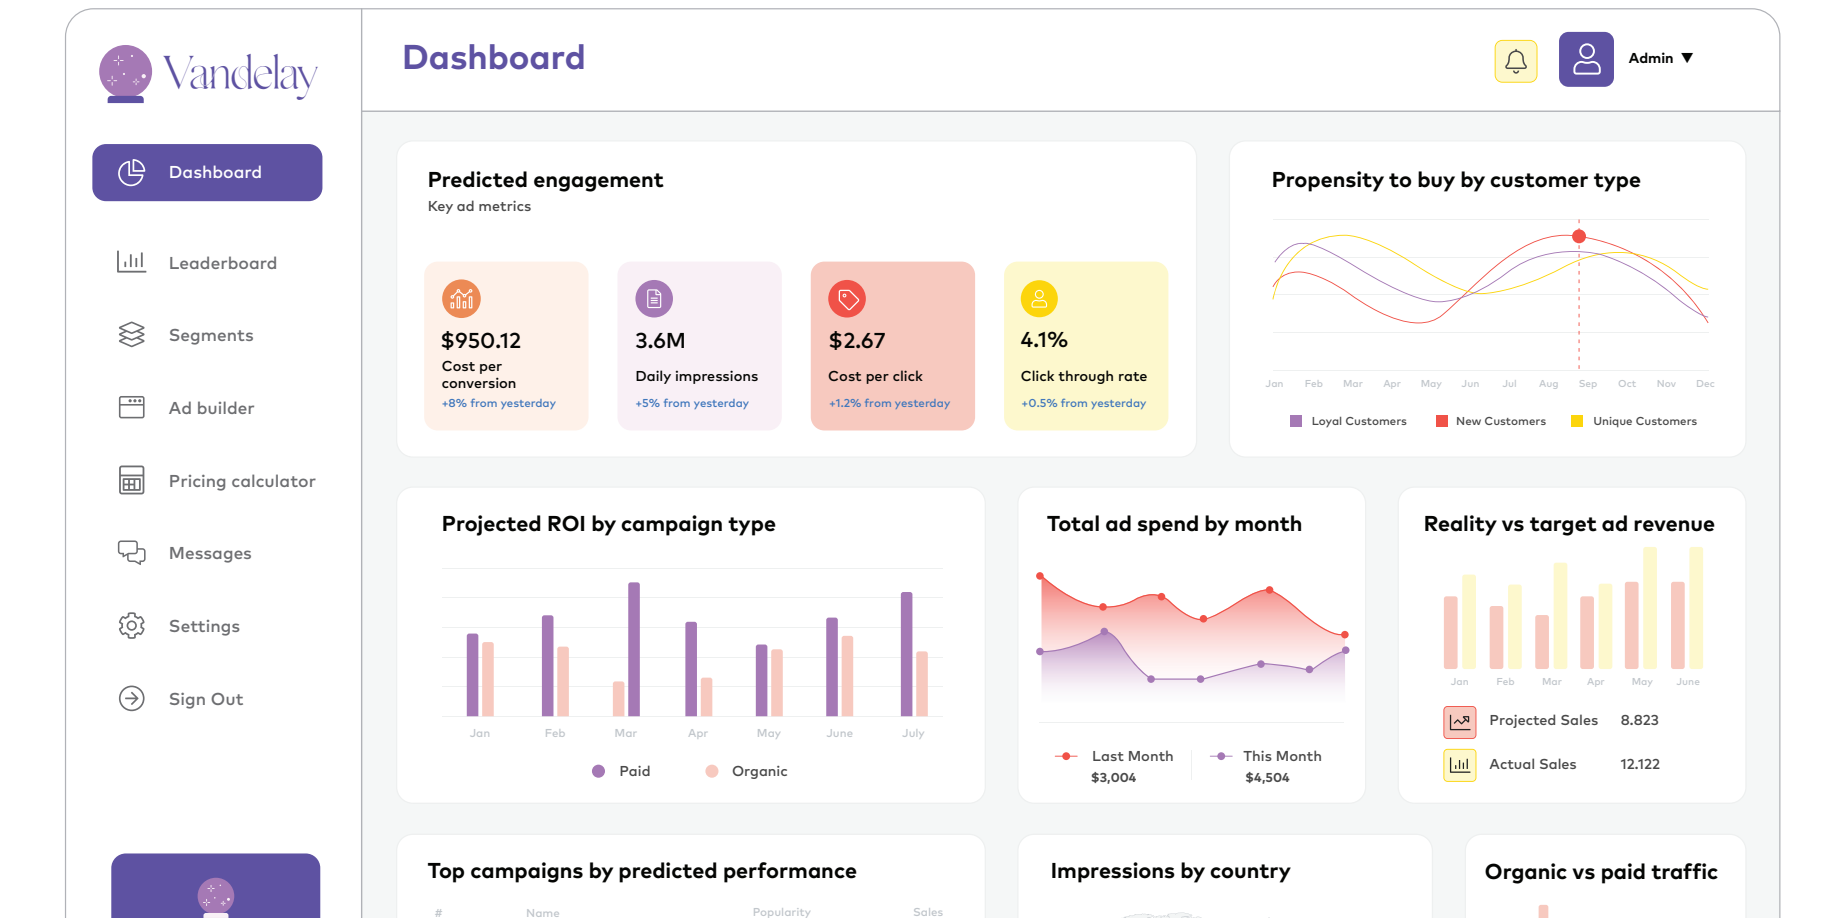 Vandelay
Dashboard
Admin
Dashboard
Leaderboard
Segments
Ad builder
Pricing calculator
Messages
Settings
Sign Out
Predicted engagement
Key ad metrics
$950.12
Cost per
conversion
+8% from yesterday
3.6M
Daily impressions
+5% from yesterday
$2.67
Cost per click
+1.2% from yesterday
4.1%
Click through rate
+0.5% from yesterday
Propensity to buy by customer type
Jan Feb Mar Apr May Jun Jul Aug Sep Oct Nov Dec
Loyal Customers New Customers Unique Customers
Projected ROI by campaign type
Jan Feb Mar Apr May June July
Paid Organic
Total ad spend by month
Last Month This Month
$3,004 $4,504
Reality vs target ad revenue
Jan Feb Mar Apr May June
Projected Sales 8.823
Actual Sales 12.122
Top campaigns by predicted performance
# Name Popularity Sales
Impressions by country
Organic vs paid traffic